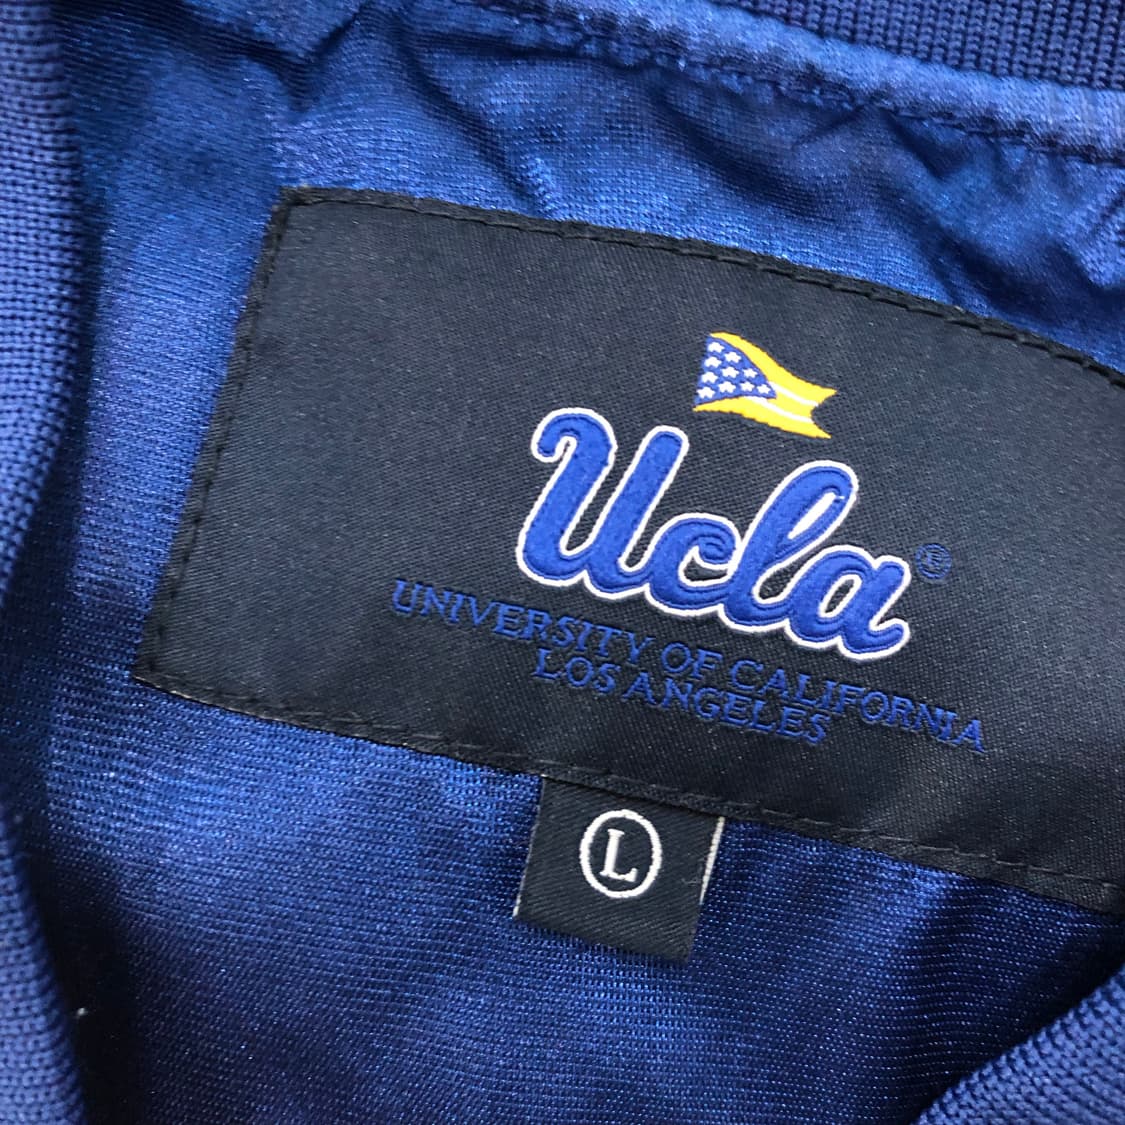 Ucla ®
UNIVERSITY OF CALIFORNIA
LOS ANGELES
L